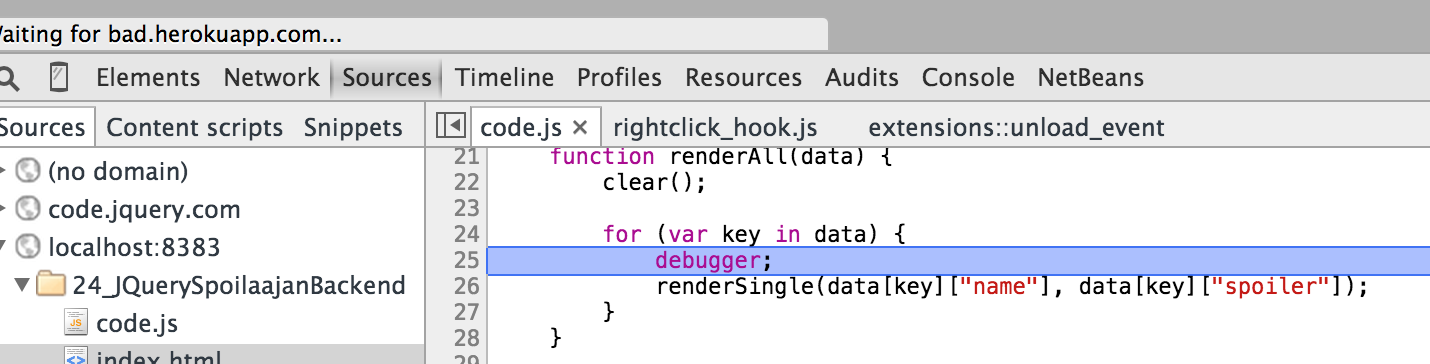 Waiting for bad.herokuapp.com...
Elements Network Sources Timeline Profiles Resources Audits Console NetBeans
Sources Content scripts Snippets
code.js × rightclick_hook.js extensions::unload_event
(no domain)
code.jquery.com
localhost:8383
24_JQuerySpoilaajanBackend
JS code.js
<> index.html
21 function renderAll(data) {
22 clear();
23
24 for (var key in data) {
25 debugger;
26 renderSingle(data[key]["name"], data[key]["spoiler"]);
27 }
28 }
29